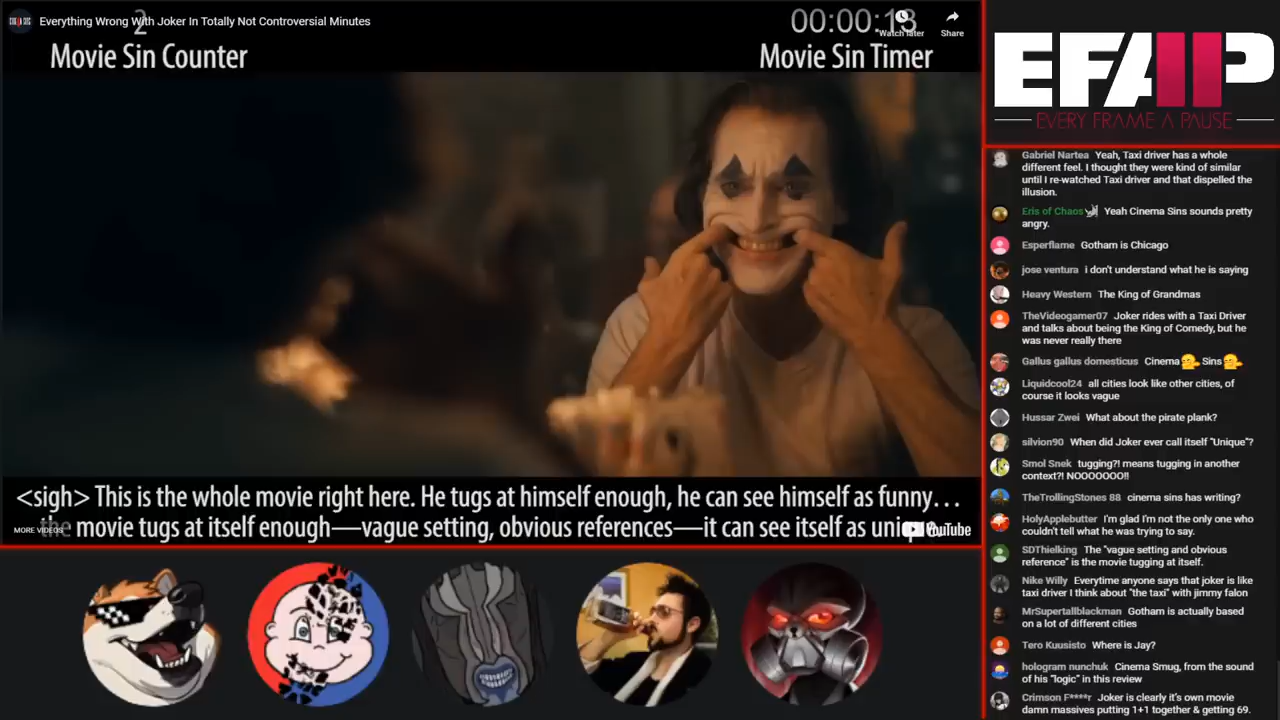 Everything Wrong With Joker In Totally Not Controversial Minutes
2
00:00:13
Watch later
Share
Movie Sin Counter
Movie Sin Timer
<sigh> This is the whole movie right here. He tugs at himself enough, he can see himself as funny...
MORE VIDEOS
the movie tugs at itself enough—vague setting, obvious references—it can see itself as unique.
YouTube
EFAP
EVERY FRAME A PAUSE
Gabriel Nartea Yeah, Taxi driver has a whole
different feel. I thought they were kind of similar
until I re-watched Taxi driver and that dispelled the
illusion.
Eris of Chaos Yeah Cinema Sins sounds pretty
angry.
Esperflame Gotham is Chicago
jose ventura i don't understand what he is saying
Heavy Western The King of Grandmas
TheVideogamer07 Joker rides with a Taxi Driver
and talks about being the King of Comedy, but he
was never really there
Gallus gallus domesticus Cinema Sins
Liquidcool24 all cities look like other cities, of
course it looks vague
Hussar Zwei What about the pirate plank?
silvion90 When did Joker ever call itself "Unique"?
Smol Snek tugging?! means tugging in another
context?! NOOOOOOO!!
TheTrollingStones 88 cinema sins has writing?
HolyApplebutter I'm glad I'm not the only one who
couldn't tell what he was trying to say.
SDThielking The "vague setting and obvious
reference" is the movie tugging at itself.
Nike Willy Everytime anyone says that joker is like
taxi driver I think about "the taxi" with jimmy falon
MrSupertallblackman Gotham is actually based
on a lot of different cities
Tero Kuusisto Where is Jay?
hologram nunchuk Cinema Smug, from the sound
of his "logic" in this review
Crimson F****r Joker is clearly it's own movie
damn massives putting 1+1 together & getting 69.